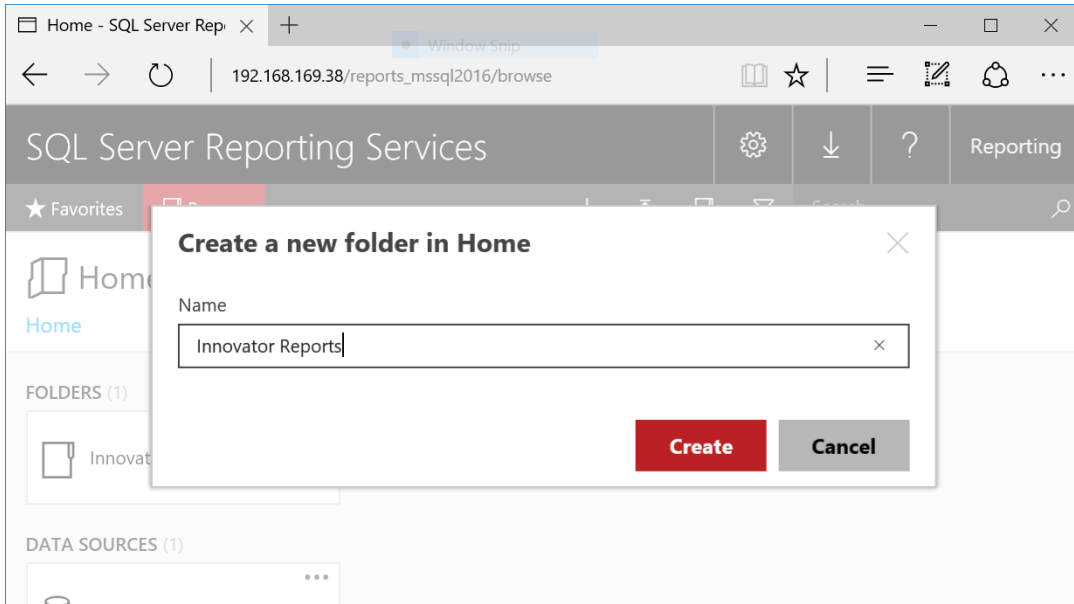 Home - SQL Server Rep
Window Snip
192.168.169.38/reports_mssql2016/browse
SQL Server Reporting Services
?
Reporting
Favorites
Search
Create a new folder in Home
Home
Name
Home
Innovator Reports
FOLDERS (1)
Create
Cancel
Innovat
DATA SOURCES (1)